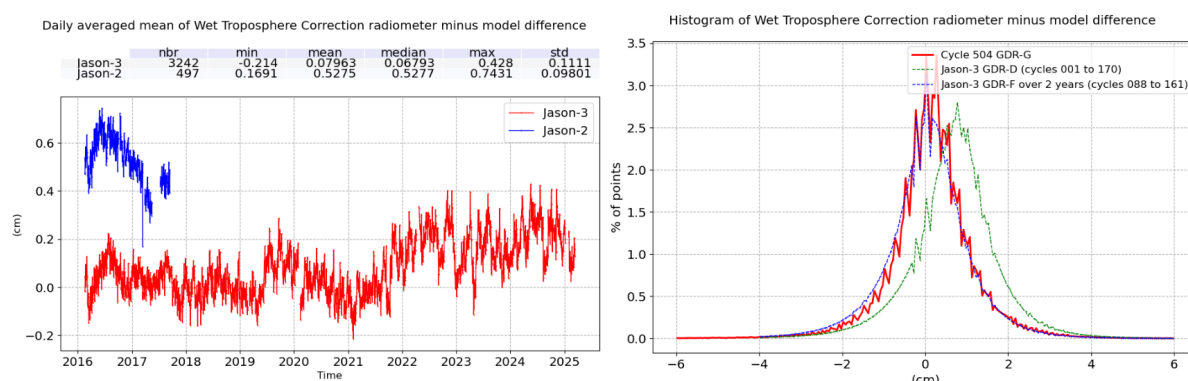 Daily averaged mean of Wet Troposphere Correction radiometer minus model difference
nbr min mean median max std
Jason-3 3242 -0.214 0.07963 0.06793 0.428 0.1111
Jason-2 497 0.1691 0.5275 0.5277 0.7431 0.09801
Jason-3
Jason-2
0.6
0.4
0.2
0.0
−0.2
(cm)
2016 2017 2018 2019 2020 2021 2022 2023 2024 2025
Time
Histogram of Wet Troposphere Correction radiometer minus model difference
Cycle 504 GDR-G
Jason-3 GDR-D (cycles 001 to 170)
Jason-3 GDR-F over 2 years (cycles 088 to 161)
3.5
3.0
2.5
2.0
1.5
1.0
0.5
0.0
% of points
−6 −4 −2 0 2 4 6
(cm)